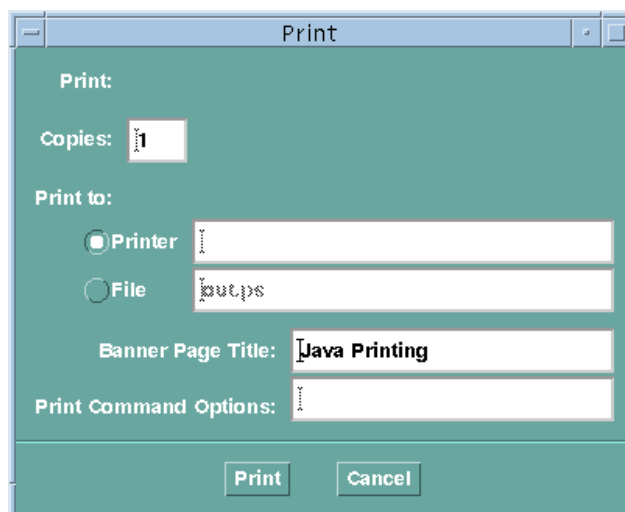 Print
Print:
Copies: 1
Print to:
Printer
File out.ps
Banner Page Title: Java Printing
Print Command Options:
Print Cancel